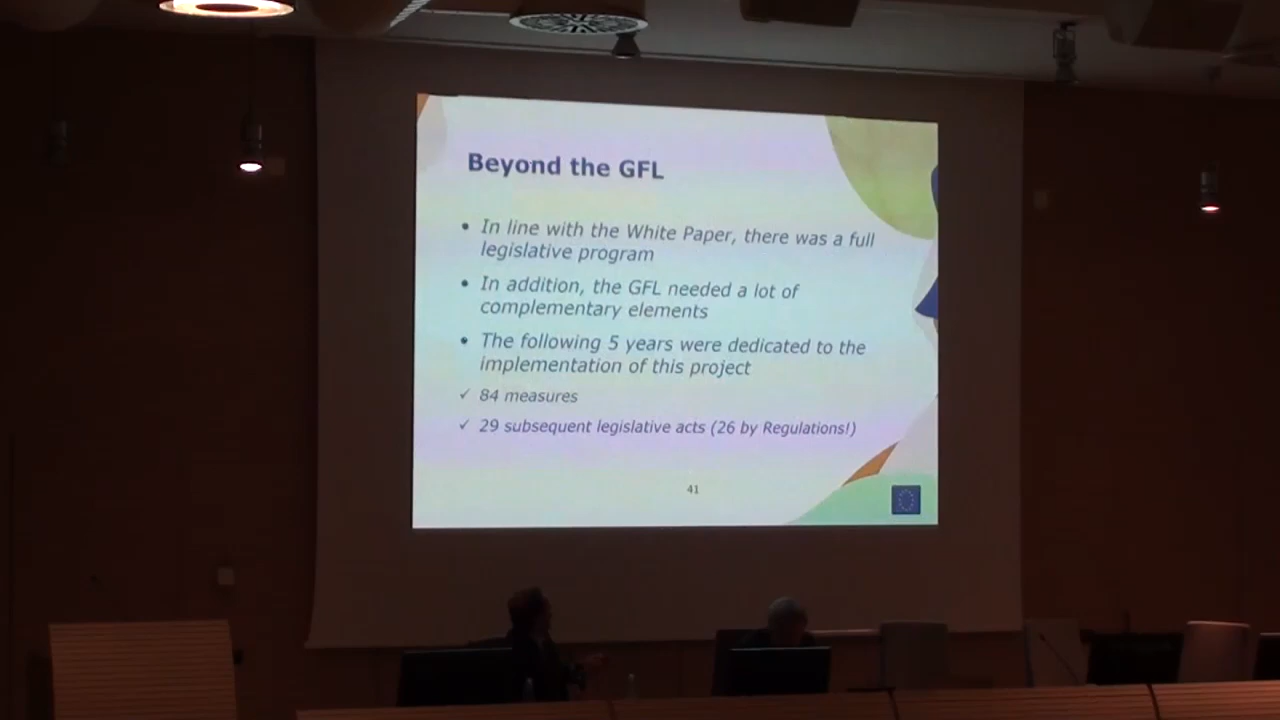 Beyond the GFL
• In line with the White Paper, there was a full
legislative program
• In addition, the GFL needed a lot of
complementary elements
• The following 5 years were dedicated to the
implementation of this project
✓ 84 measures
✓ 29 subsequent legislative acts (26 by Regulations!)
41